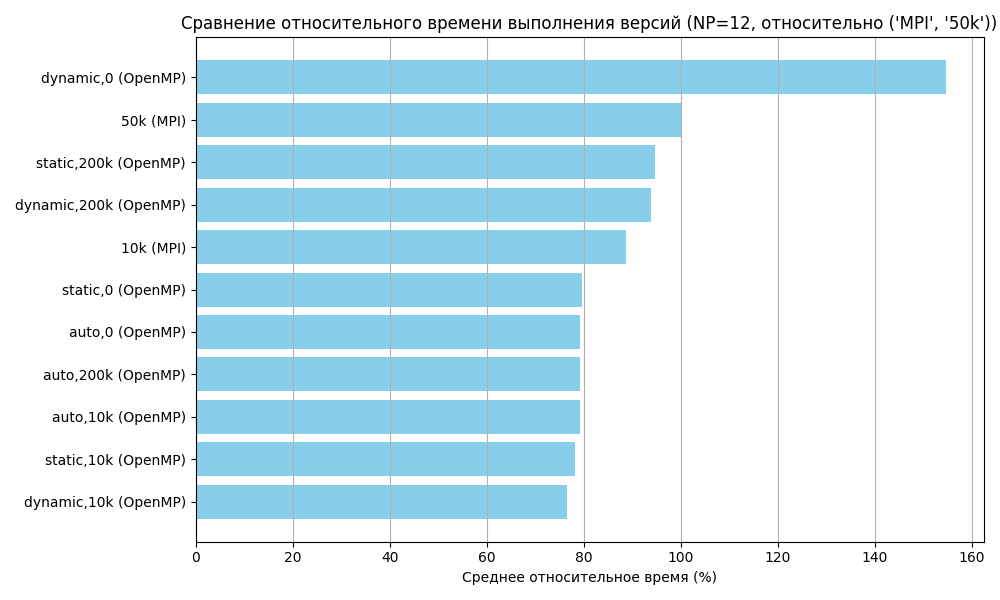 Сравнение относительного времени выполнения версий (NP=12, относительно ('MPI', '50k'))
dynamic,0 (OpenMP)
50k (MPI)
static,200k (OpenMP)
dynamic,200k (OpenMP)
10k (MPI)
static,0 (OpenMP)
auto,0 (OpenMP)
auto,200k (OpenMP)
auto,10k (OpenMP)
static,10k (OpenMP)
dynamic,10k (OpenMP)
0 20 40 60 80 100 120 140 160
Среднее относительное время (%)